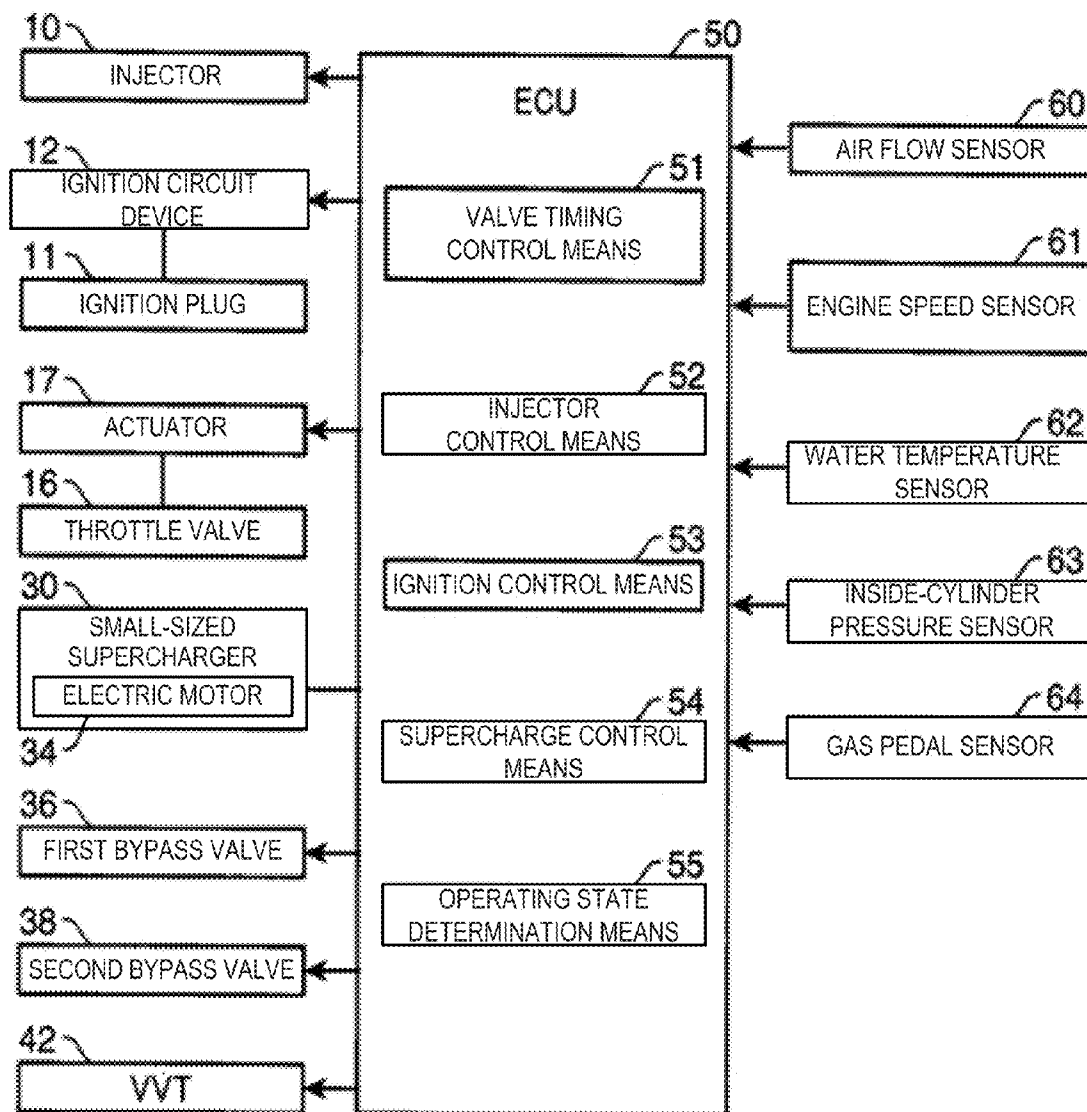 10
INJECTOR
12
IGNITION CIRCUIT
DEVICE
11
IGNITION PLUG
17
ACTUATOR
16
THROTTLE VALVE
30
SMALL-SIZED
SUPERCHARGER
ELECTRIC MOTOR
34
36
FIRST BYPASS VALVE
38
SECOND BYPASS VALVE
42
VVT
50
ECU
51
VALVE TIMING
CONTROL MEANS
52
INJECTOR
CONTROL MEANS
53
IGNITION CONTROL MEANS
54
SUPERCHARGE CONTROL
MEANS
55
OPERATING STATE
DETERMINATION MEANS
60
AIR FLOW SENSOR
61
ENGINE SPEED SENSOR
62
WATER TEMPERATURE
SENSOR
63
INSIDE-CYLINDER
PRESSURE SENSOR
64
GAS PEDAL SENSOR